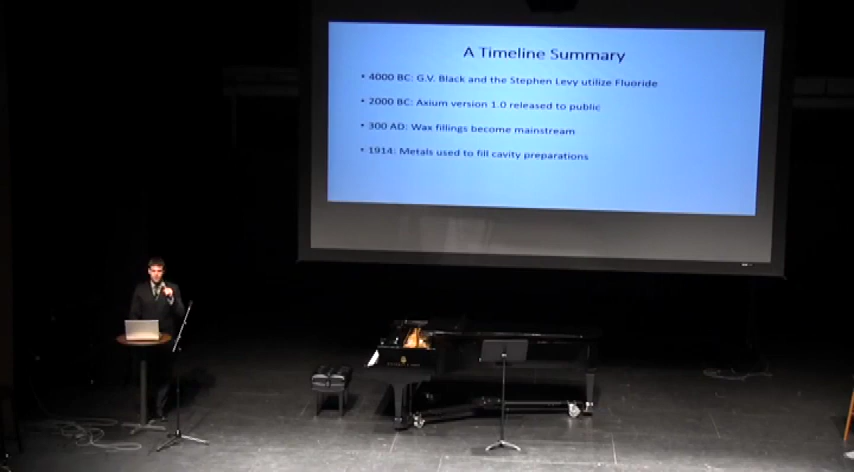 A Timeline Summary
• 4000 BC: G.V. Black and the Stephen Levy utilize Fluoride
• 2000 BC: Axium version 1.0 released to public
• 300 AD: Wax fillings become mainstream
• 1914: Metals used to fill cavity preparations